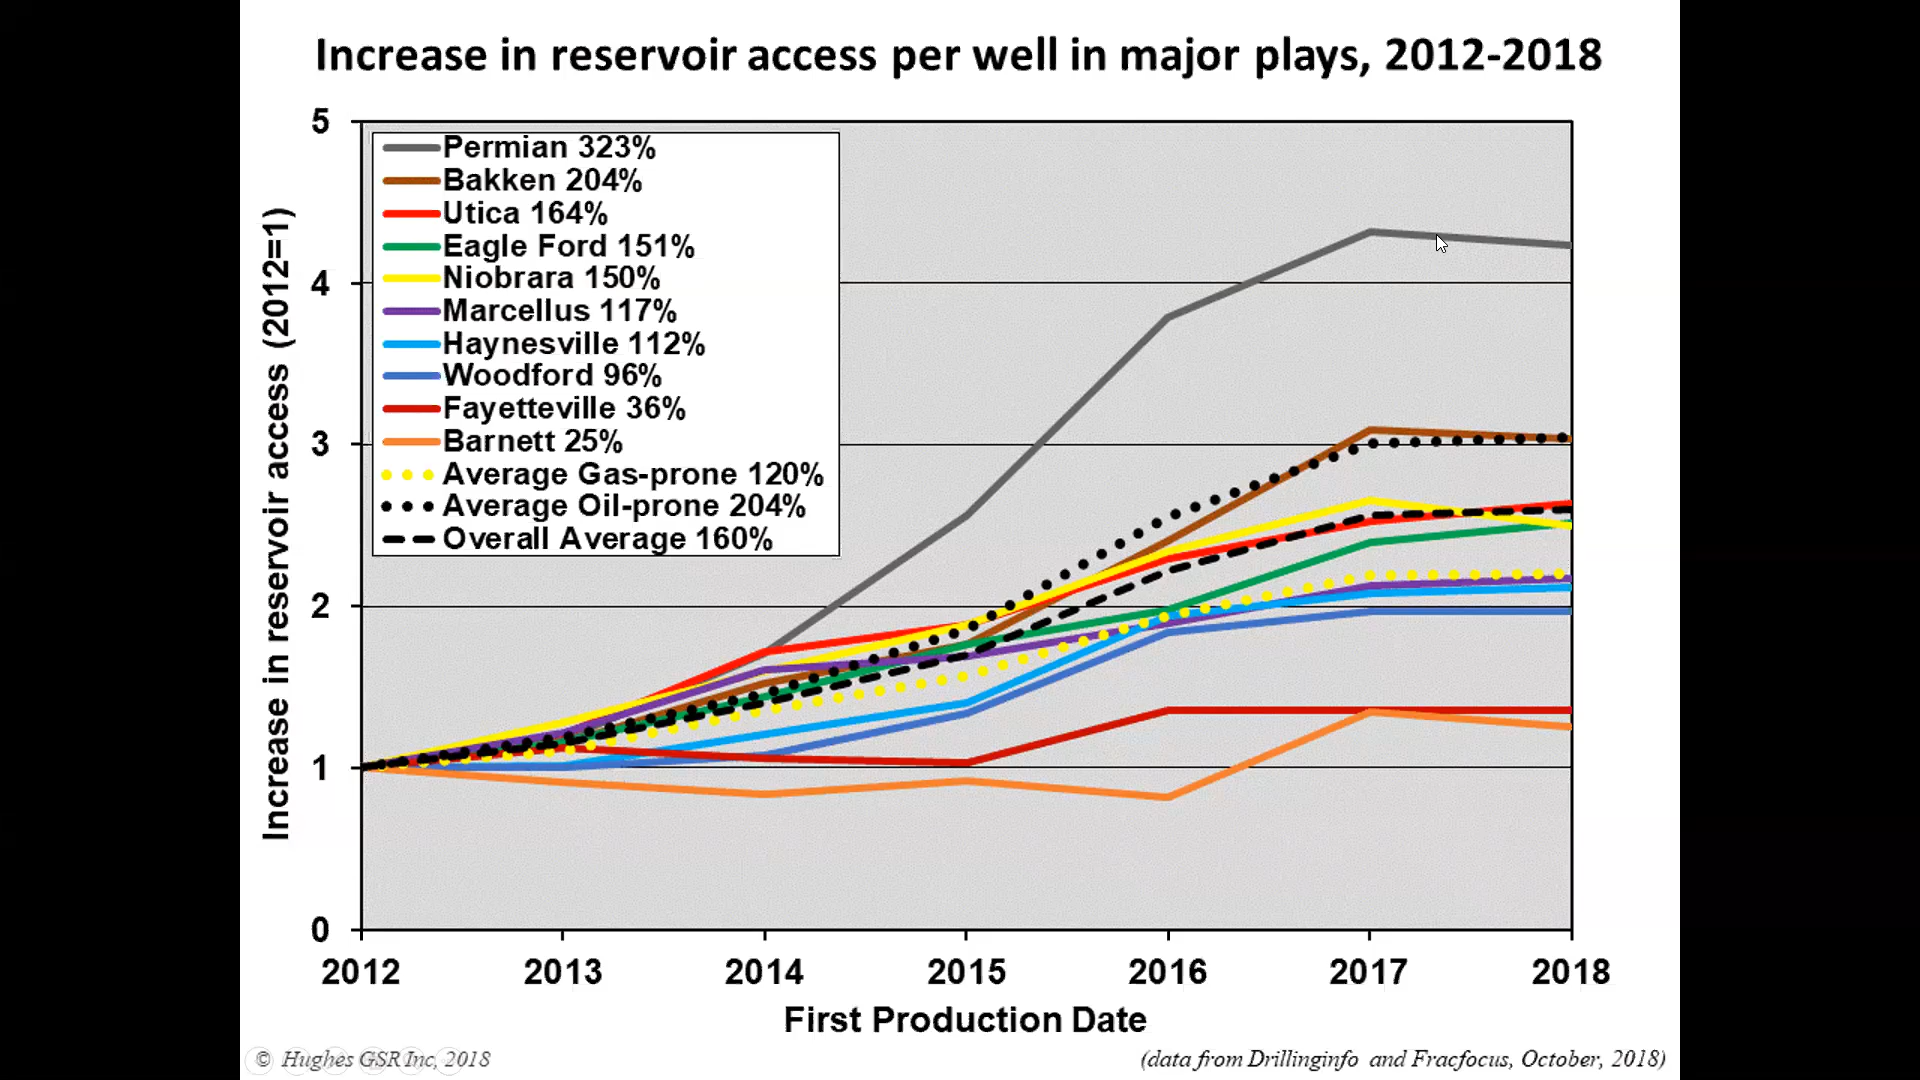 Increase in reservoir access per well in major plays, 2012-2018
Increase in reservoir access (2012=1)
5
4
3
2
1
0
Permian 323%
Bakken 204%
Utica 164%
Eagle Ford 151%
Niobrara 150%
Marcellus 117%
Haynesville 112%
Woodford 96%
Fayetteville 36%
Barnett 25%
Average Gas-prone 120%
Average Oil-prone 204%
Overall Average 160%
2012 2013 2014 2015 2016 2017 2018
First Production Date
© Hughes GSR Inc, 2018
(data from Drillinginfo and Fracfocus, October, 2018)